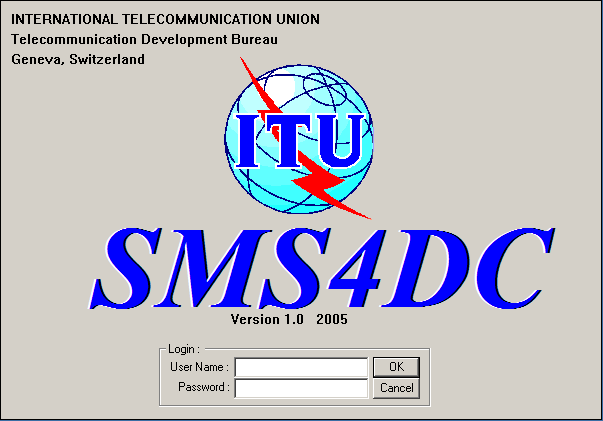 INTERNATIONAL TELECOMMUNICATION UNION
Telecommunication Development Bureau
Geneva, Switzerland
ITU
SMS4DC
Version 1.0 2005
Login :
User Name : OK
Password : Cancel